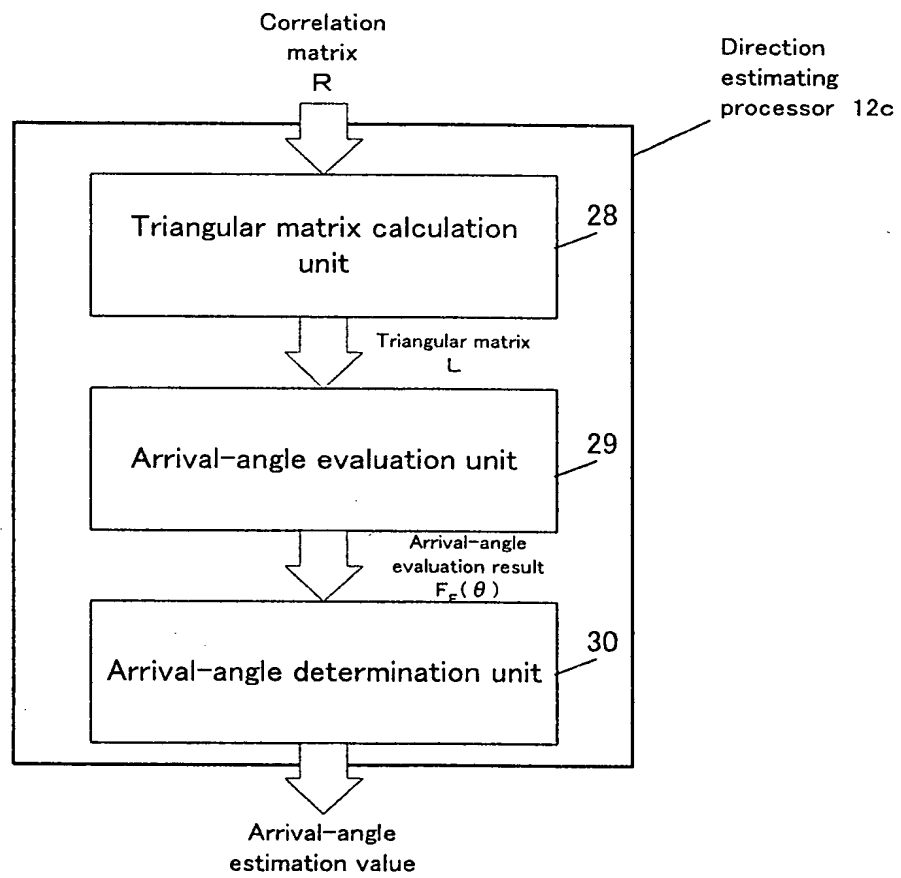 Correlation
matrix
R
Direction
estimating
processor 12c
Triangular matrix calculation
unit
28
Triangular matrix
L
Arrival-angle evaluation unit
29
Arrival-angle
evaluation result
F_E(θ)
Arrival-angle determination unit
30
Arrival-angle
estimation value